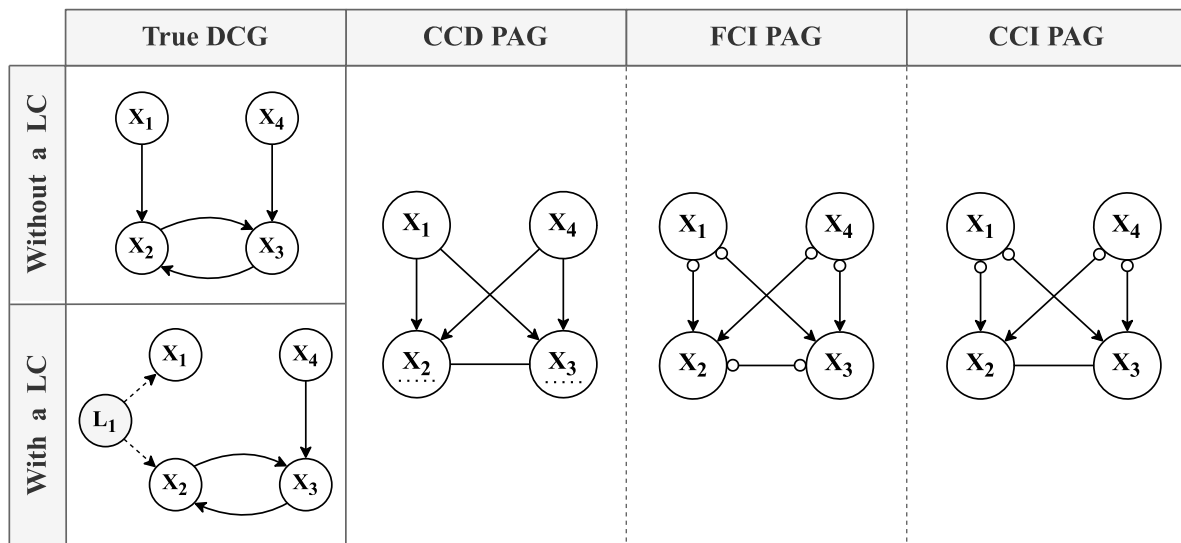 True DCG
CCD PAG
FCI PAG
CCI PAG
Without a LC
X1
X4
X2
X3
With a LC
X1
X4
L1
X2
X3
X1
X4
X2
X3
X1
X4
X2
X3
X1
X4
X2
X3